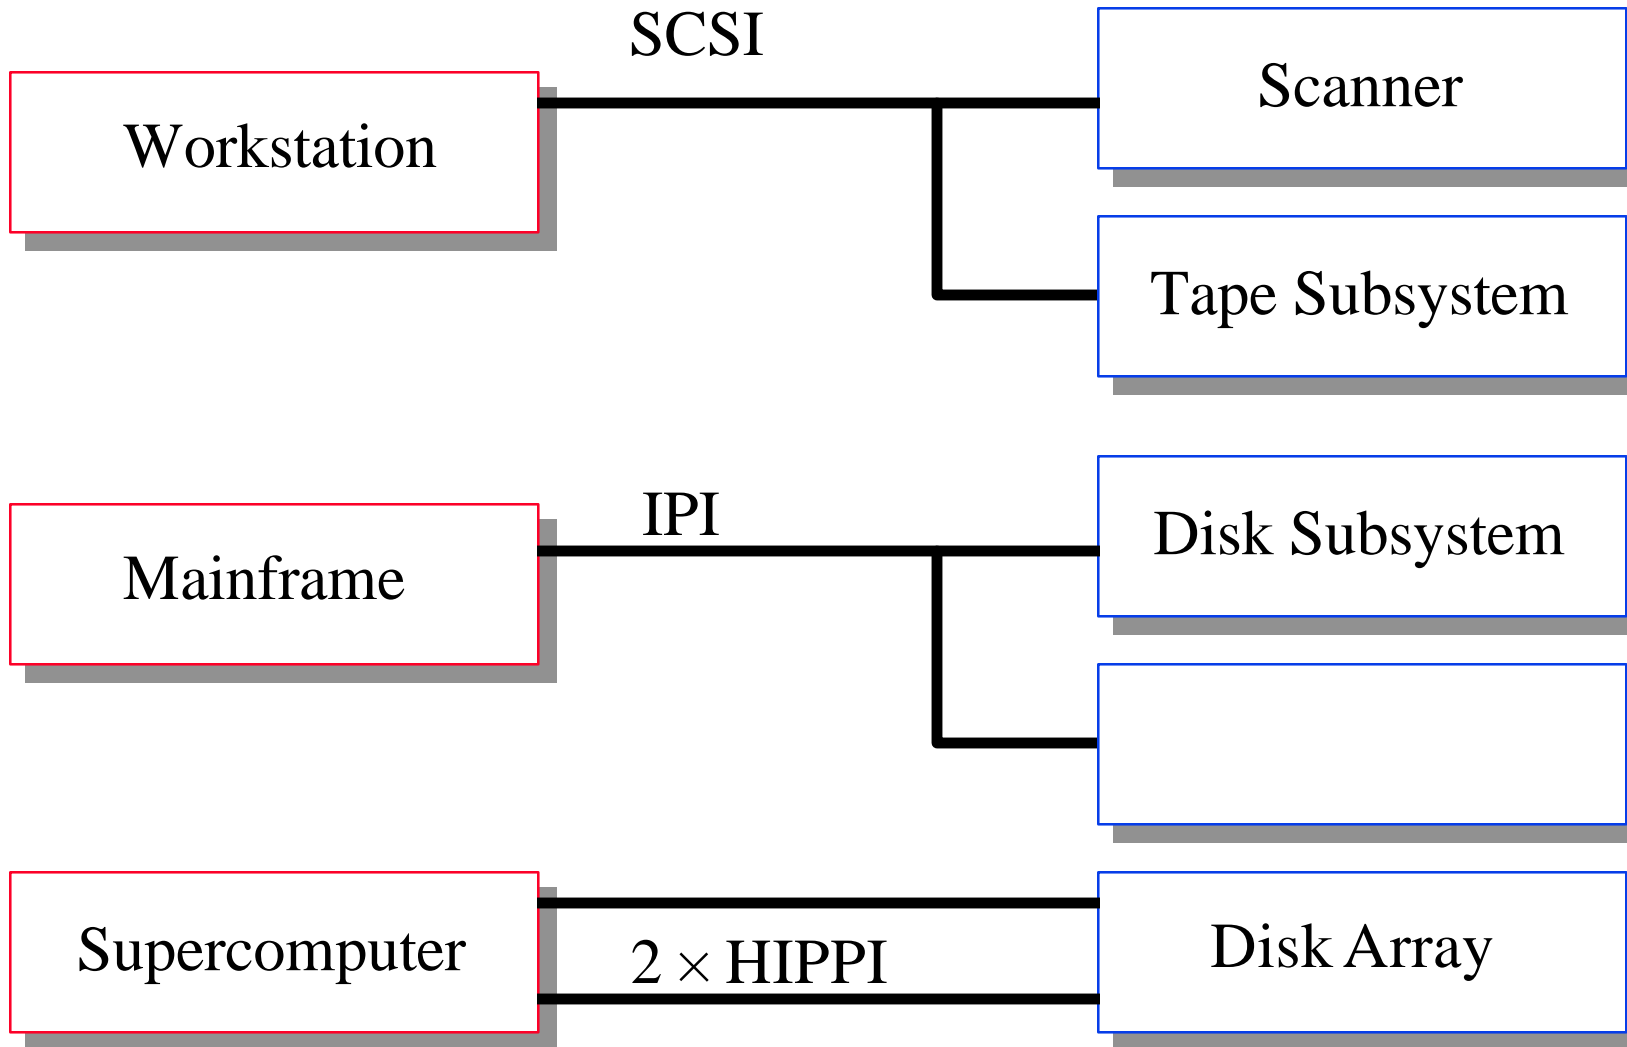 SCSI
Scanner
Workstation
Tape Subsystem
IPI
Disk Subsystem
Mainframe
Supercomputer
2 × HIPPI
Disk Array